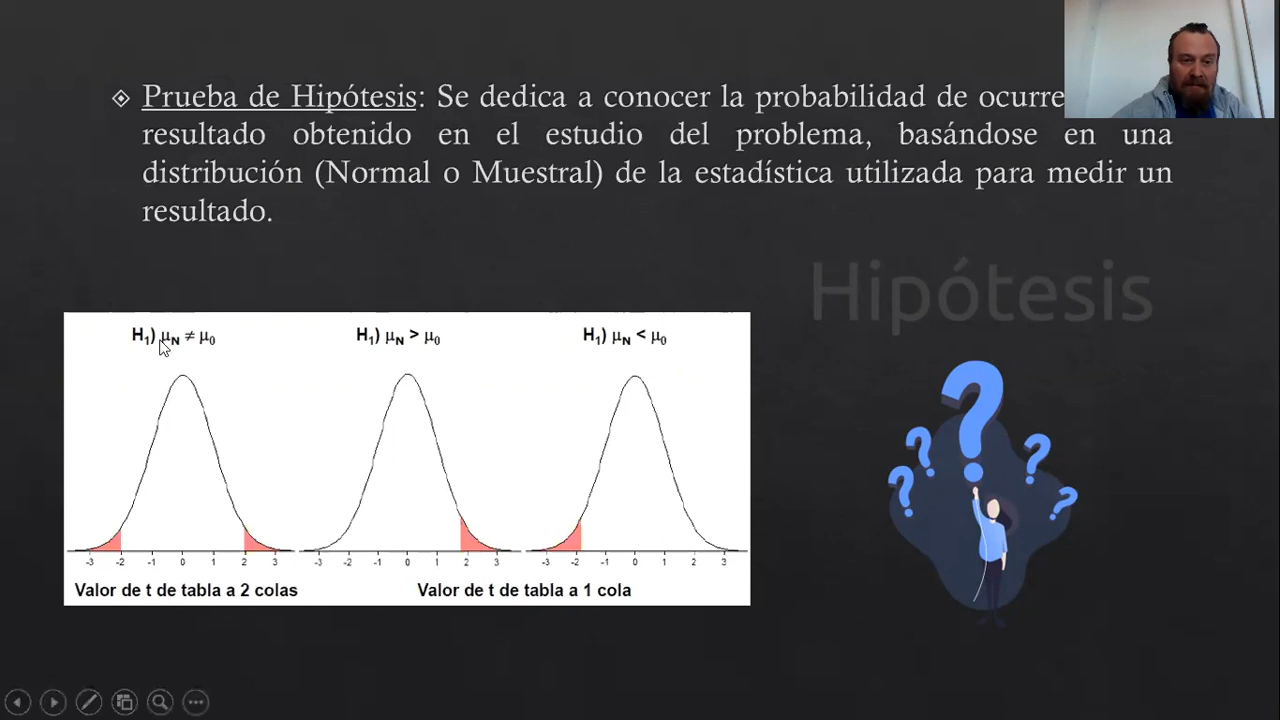 Prueba de Hipótesis: Se dedica a conocer la probabilidad de
resultado obtenido en el estudio del problema, basándose en una
distribución (Normal o Muestral) de la estadística utilizada para medir un
resultado.
Hipótesis
H₁) μN ≠ μ₀ H₁) μN > μ₀ H₁) μN < μ₀
-3 -2 -1 0 1 2 3 -3 -2 -1 0 1 2 3 -3 -2 -1 0 1 2 3
Valor de t de tabla a 2 colas Valor de t de tabla a 1 cola
? ? ? ? ?